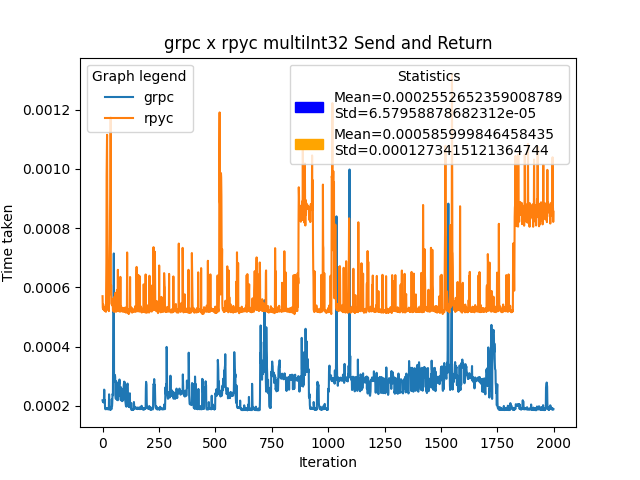 grpc x rpyc multiInt32 Send and Return
Graph legend
grpc
rpyc
Statistics
Mean=0.0002552652359008789
Std=6.57958878682312e-05
Mean=0.000585999846458435
Std=0.0001273415121364744
Time taken
0.0012
0.0010
0.0008
0.0006
0.0004
0.0002
0 250 500 750 1000 1250 1500 1750 2000
Iteration